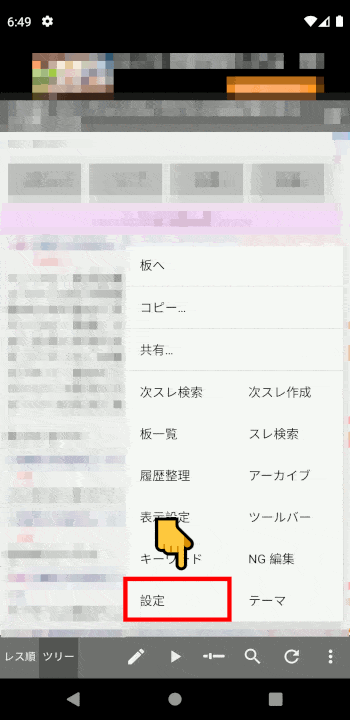 6:49
板へ
コピー...
共有...
次スレ検索 次スレ作成
板一覧 スレ検索
履歴整理 アーカイブ
表示設定 ツールバー
キーワード NG 編集
設定 テーマ
レス順 ツリー